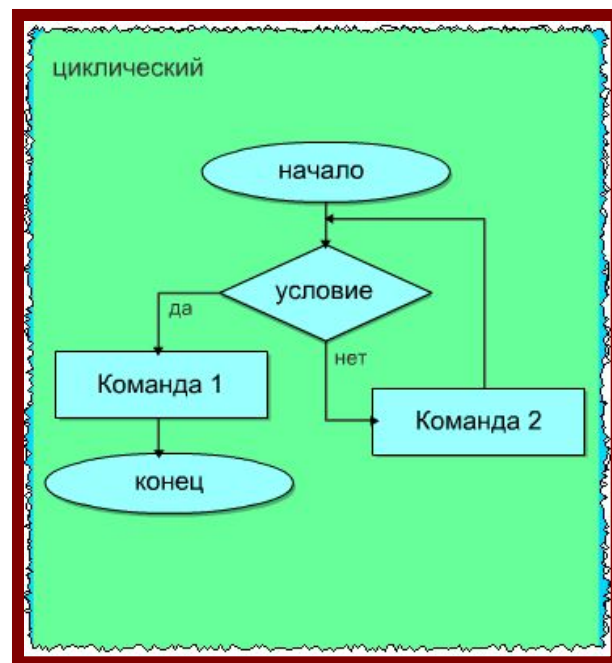 циклический
начало
условие
да
нет
Команда 1
Команда 2
конец